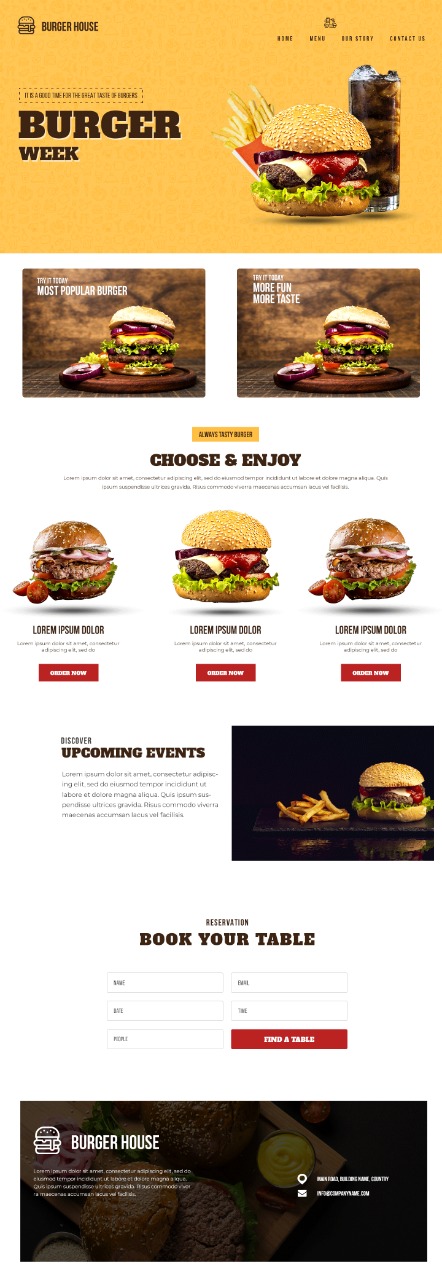 BURGER HOUSE
HOME MENU OUR STORY CONTACT US
IT IS A GOOD TIME FOR THE GREAT TASTE OF BURGERS
BURGER
WEEK
TRY IT TODAY
MOST POPULAR BURGER
TRY IT TODAY
MORE FUN
MORE TASTE
ALWAYS TASTY BURGER
CHOOSE & ENJOY
Lorem ipsum dolor sit amet, consectetur adipiscing elit, sed do eiusmod tempor incididunt ut labore et dolore magna aliqua. Quis
ipsum suspendisse ultrices gravida. Risus commodo viverra maecenas accumsan lacus vel facilisis.
LOREM IPSUM DOLOR
Lorem ipsum dolor sit amet, consectetur
adipiscing elit, sed do
ORDER NOW
LOREM IPSUM DOLOR
Lorem ipsum dolor sit amet, consectetur
adipiscing elit, sed do
ORDER NOW
LOREM IPSUM DOLOR
Lorem ipsum dolor sit amet, consectetur
adipiscing elit, sed do
ORDER NOW
DISCOVER
UPCOMING EVENTS
Lorem ipsum dolor sit amet, consectetur adipisc-
ing elit, sed do eiusmod tempor incididunt ut
labore et dolore magna aliqua. Quis ipsum sus-
pendisse ultrices gravida. Risus commodo viverra
maecenas accumsan lacus vel facilisis.
RESERVATION
BOOK YOUR TABLE
NAME
EMAIL
DATE
TIME
PEOPLE
FIND A TABLE
BURGER HOUSE
Lorem ipsum dolor sit amet, consectetur adipiscing
elit, sed do eiusmod tempor incididunt ut labore et
dolore magna aliqua. Quis ipsum suspendisse ultrices
gravida. Risus commodo viverra maecenas accumsan
lacus vel facilisis.
MAIN ROAD, BUILDING NAME, COUNTRY
INFO@COMPANYNAME.COM